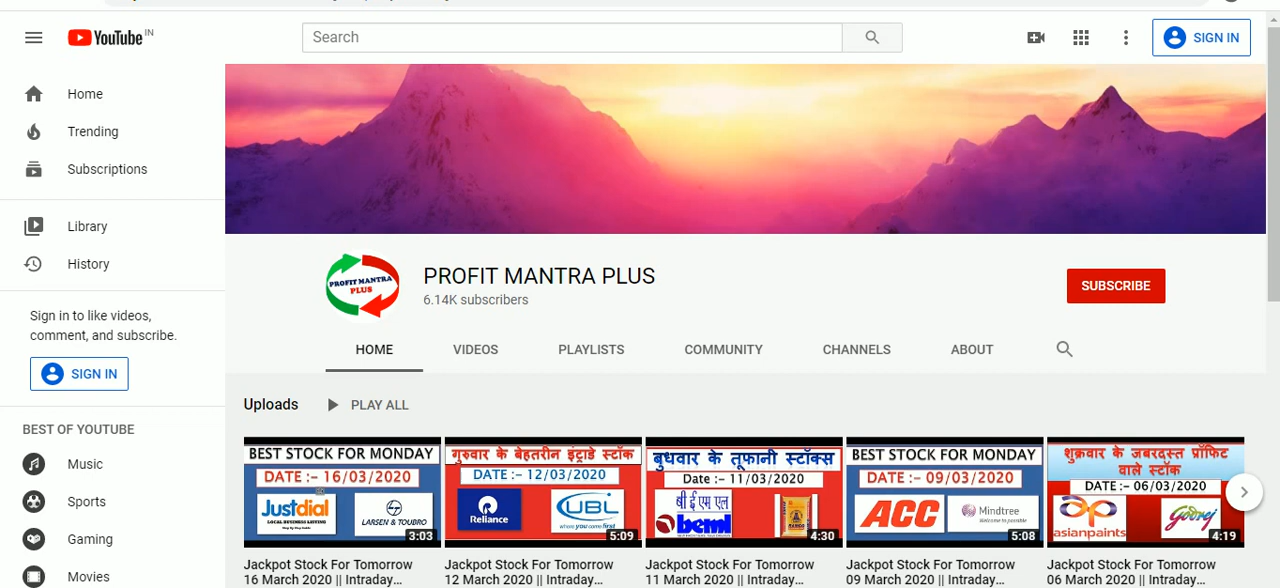 YouTube IN
Search
SIGN IN
Home
Trending
Subscriptions
Library
History
Sign in to like videos,
comment, and subscribe.
SIGN IN
BEST OF YOUTUBE
Music
Sports
Gaming
Movies
PROFIT MANTRA
PLUS
PROFIT MANTRA PLUS
6.14K subscribers
SUBSCRIBE
HOME VIDEOS PLAYLISTS COMMUNITY CHANNELS ABOUT
Uploads PLAY ALL
BEST STOCK FOR MONDAY
DATE :- 16/03/2020
Justdial
LARSEN & TOUBRO
3:03
Jackpot Stock For Tomorrow
16 March 2020 || Intraday...
गुरुवार के बेहतरीन इंट्राडे स्टॉक
DATE :- 12/03/2020
Reliance
UBL
where you come first
5:09
Jackpot Stock For Tomorrow
12 March 2020 || Intraday...
बुधवार के तूफानी स्टॉक्स
Date :- 11/03/2020
बी ई एम एल
beml
4:30
Jackpot Stock For Tomorrow
11 March 2020 || Intraday...
BEST STOCK FOR MONDAY
DATE :- 09/03/2020
ACC
Mindtree
Welcome to possible
5:08
Jackpot Stock For Tomorrow
09 March 2020 || Intraday...
शुक्रवार के जबरदस्त प्रॉफिट
वाले स्टॉक
DATE :- 06/03/2020
asianpaints
Godrej
4:19
Jackpot Stock For Tomorrow
06 March 2020 || Intraday...